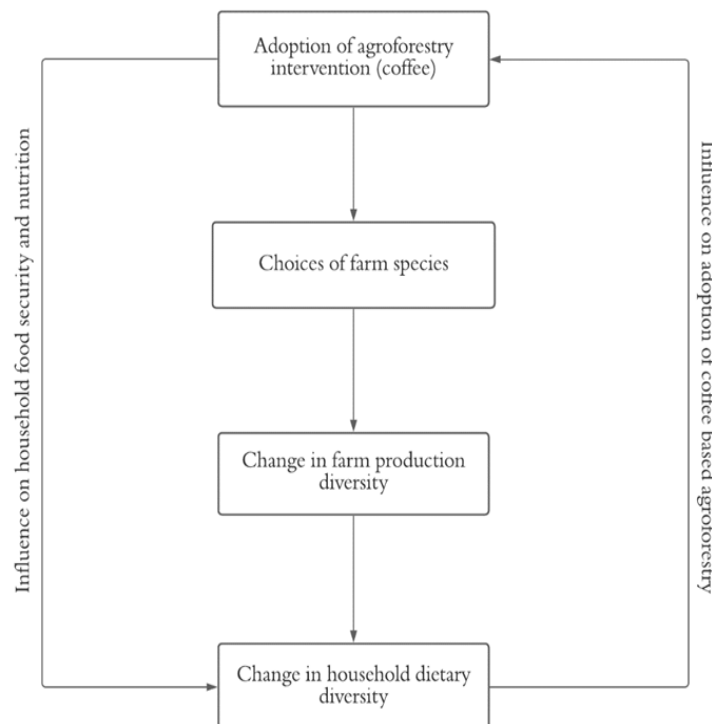 Adoption of agroforestry
intervention (coffee)
Influence on household food security and nutrition
Influence on adoption of coffee based agroforestry
Choices of farm species
Change in farm production
diversity
Change in household dietary
diversity